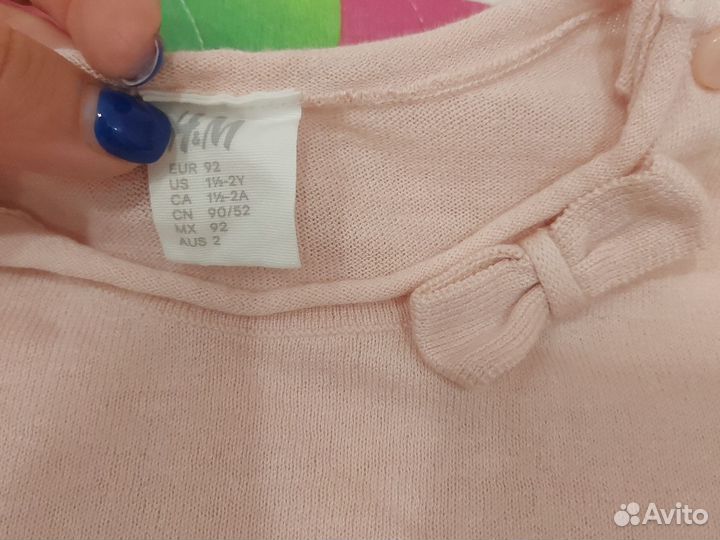 H&M
EUR 92
US 1½-2Y
CA 1½-2A
CN 90/52
MX 92
AUS 2
Avito